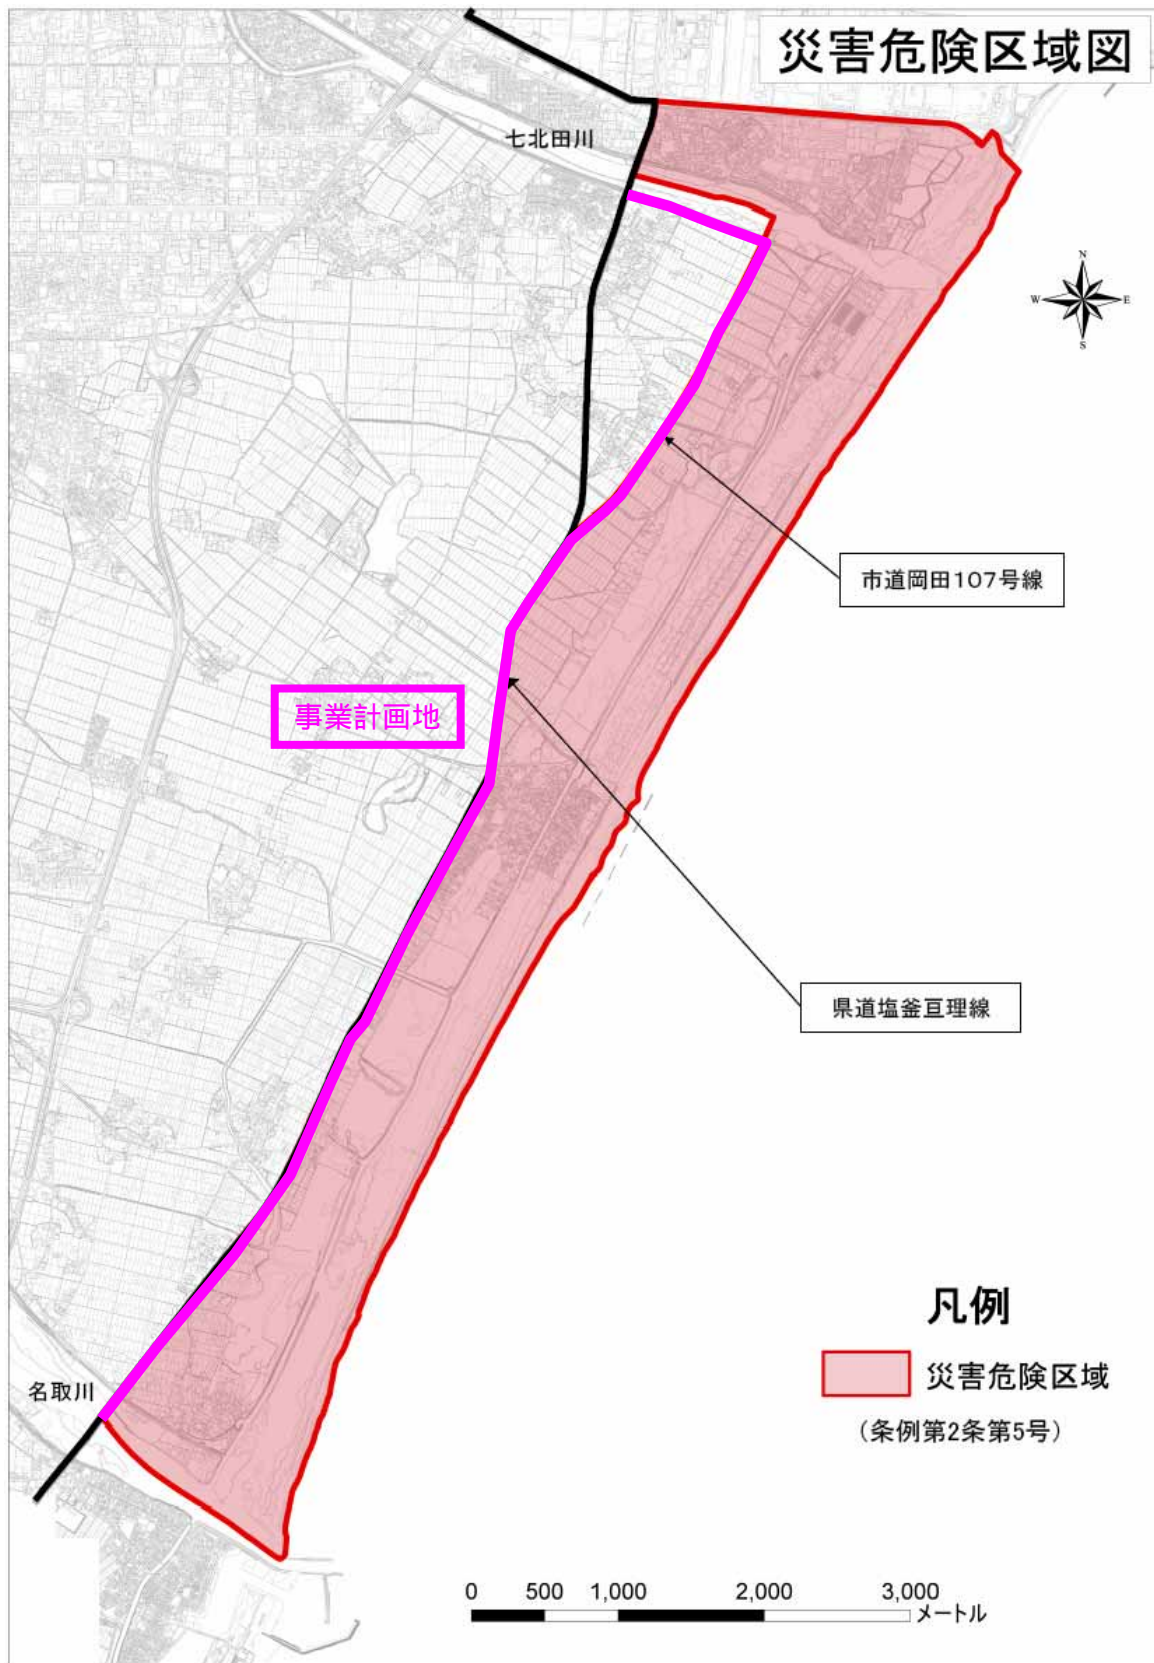 災害危険区域図
七北田川
N
W
E
S
市道岡田107号線
事業計画地
県道塩釜亘理線
凡例
名取川
災害危険区域
（条例第2条第5号）
0 500 1,000 2,000 3,000
メートル